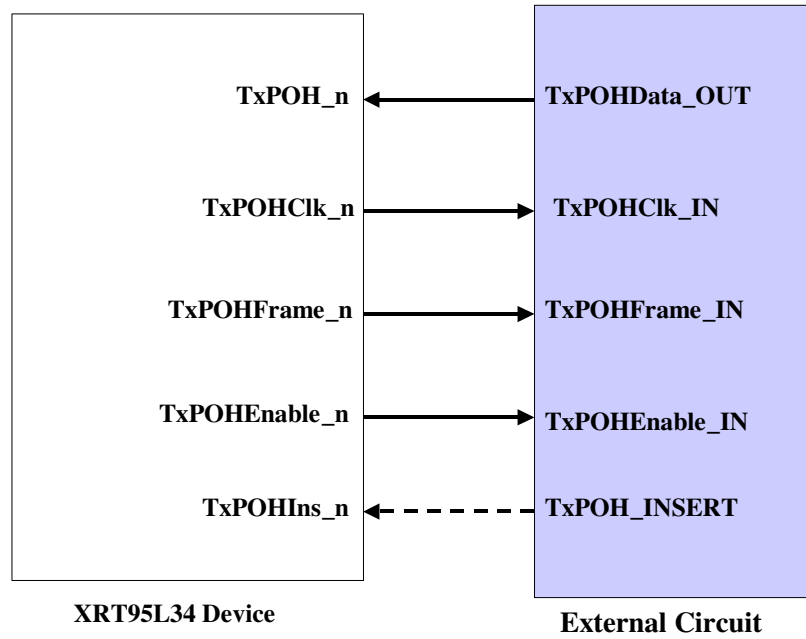 TxPOH_n
TxPOHData_OUT
TxPOHClk_n
TxPOHClk_IN
TxPOHFrame_n
TxPOHFrame_IN
TxPOHEnable_n
TxPOHEnable_IN
TxPOHIns_n
TxPOH_INSERT
XRT95L34 Device
External Circuit